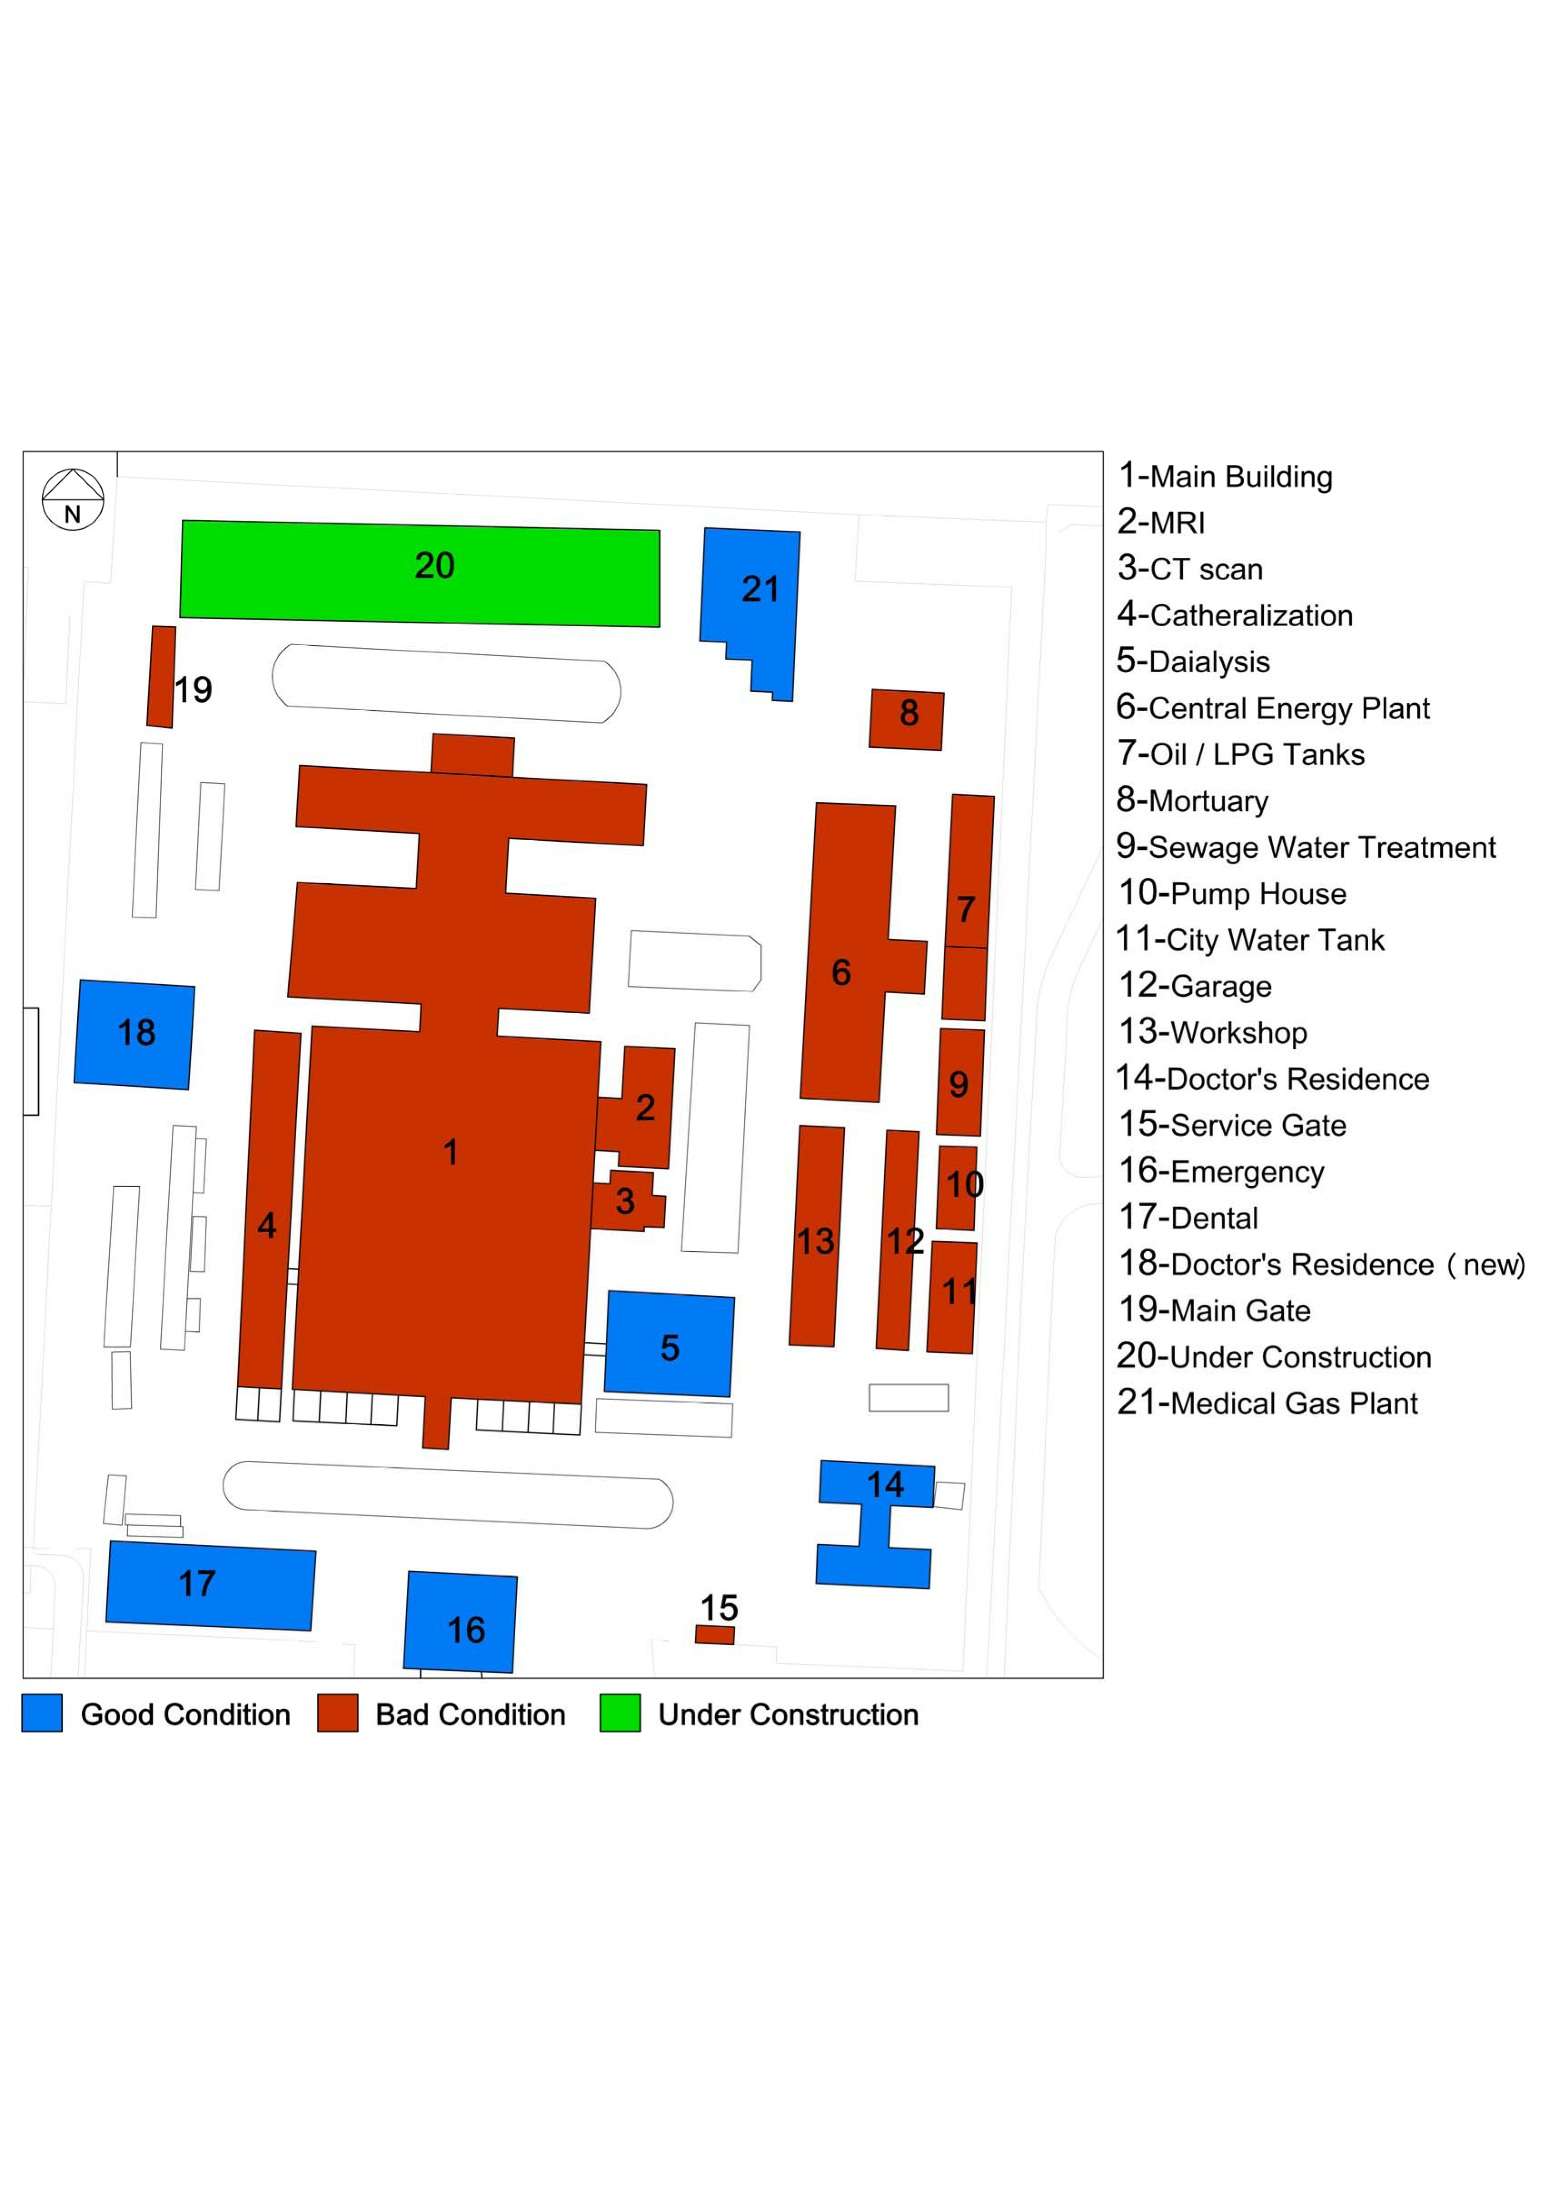 N
20
21
19
8
7
6
18
9
2
1
10
3
4
13
12
11
5
14
17
15
16
1-Main Building
2-MRI
3-CT scan
4-Catheralization
5-Daialysis
6-Central Energy Plant
7-Oil / LPG Tanks
8-Mortuary
9-Sewage Water Treatment
10-Pump House
11-City Water Tank
12-Garage
13-Workshop
14-Doctor's Residence
15-Service Gate
16-Emergency
17-Dental
18-Doctor's Residence ( new)
19-Main Gate
20-Under Construction
21-Medical Gas Plant
Good Condition Bad Condition Under Construction